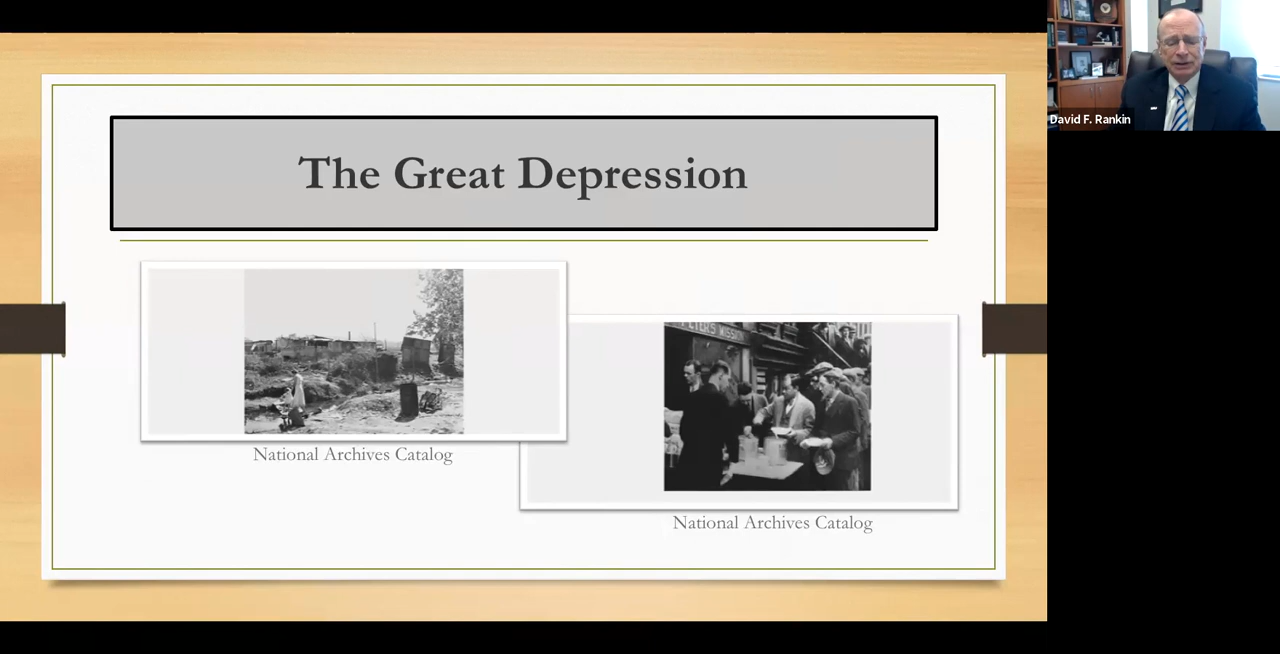 The Great Depression
National Archives Catalog
National Archives Catalog
David F. Rankin